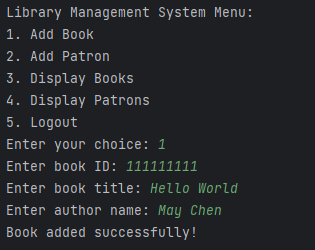 Library Management System Menu:
1. Add Book
2. Add Patron
3. Display Books
4. Display Patrons
5. Logout
Enter your choice: 1
Enter book ID: 111111111
Enter book title: Hello World
Enter author name: May Chen
Book added successfully!